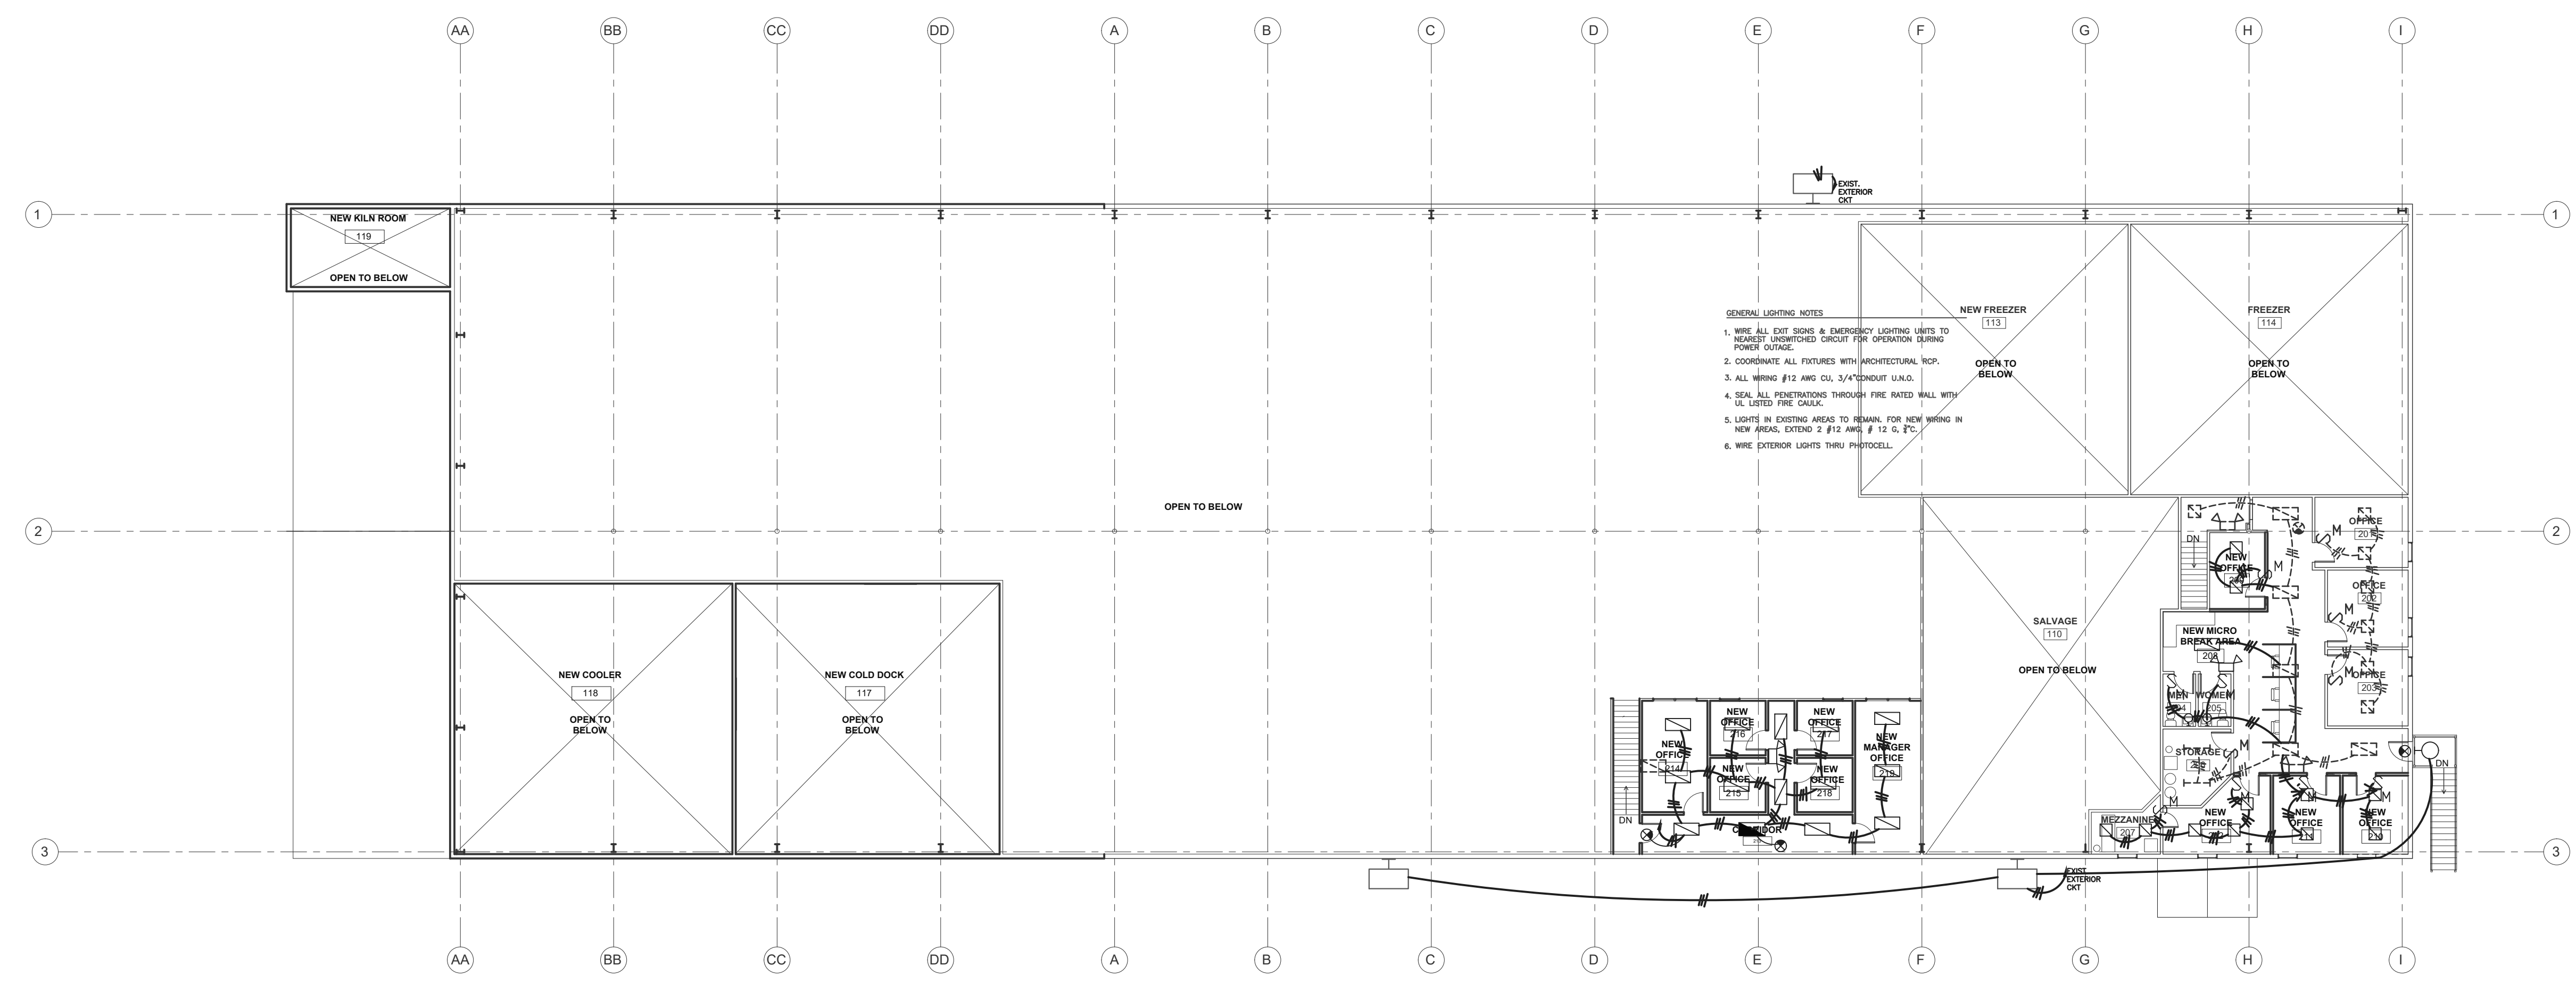 AA BB CC DD A B C D E F G H I
EXIST.
EXTERIOR
CKT
1
1
NEW KILN ROOM
119
OPEN TO BELOW
GENERAL LIGHTING NOTES
1. WIRE ALL EXIT SIGNS & EMERGENCY LIGHTING UNITS TO
NEAREST UNSWITCHED CIRCUIT FOR OPERATION DURING
POWER OUTAGE.
2. COORDINATE ALL FIXTURES WITH ARCHITECTURAL RCP.
3. ALL WIRING #12 AWG CU, 3/4"CONDUIT U.N.O.
4. SEAL ALL PENETRATIONS THROUGH FIRE RATED WALL WITH
UL LISTED FIRE CAULK.
5. LIGHTS IN EXISTING AREAS TO REMAIN. FOR NEW WIRING IN
NEW AREAS, EXTEND 2 #12 AWG, # 12 G, ¾"C.
6. WIRE EXTERIOR LIGHTS THRU PHOTOCELL.
NEW FREEZER
113
OPEN TO
BELOW
FREEZER
114
OPEN TO
BELOW
OPEN TO BELOW
2
2
OFFICE
201
M
DN
NEW
OFFICE
M
OFFICE
202
M
SALVAGE
110
OPEN TO BELOW
NEW MICRO
BREAK AREA
208
OFFICE
203
M
MEN
M
WOMEN
205
M
NEW COOLER
118
OPEN TO
BELOW
NEW COLD DOCK
117
OPEN TO
BELOW
NEW
OFFICE
214
NEW
OFFICE
216
NEW
OFFICE
217
NEW
MANAGER
OFFICE
219
NEW
OFFICE
215
NEW
OFFICE
218
DN
CORRIDOR
STORAGE
M
DN
M
M
M
M
MEZZANINE
207
NEW
OFFICE
NEW
OFFICE
211
NEW
OFFICE
210
3
3
EXIST.
EXTERIOR
CKT
AA BB CC DD A B C D E F G H I